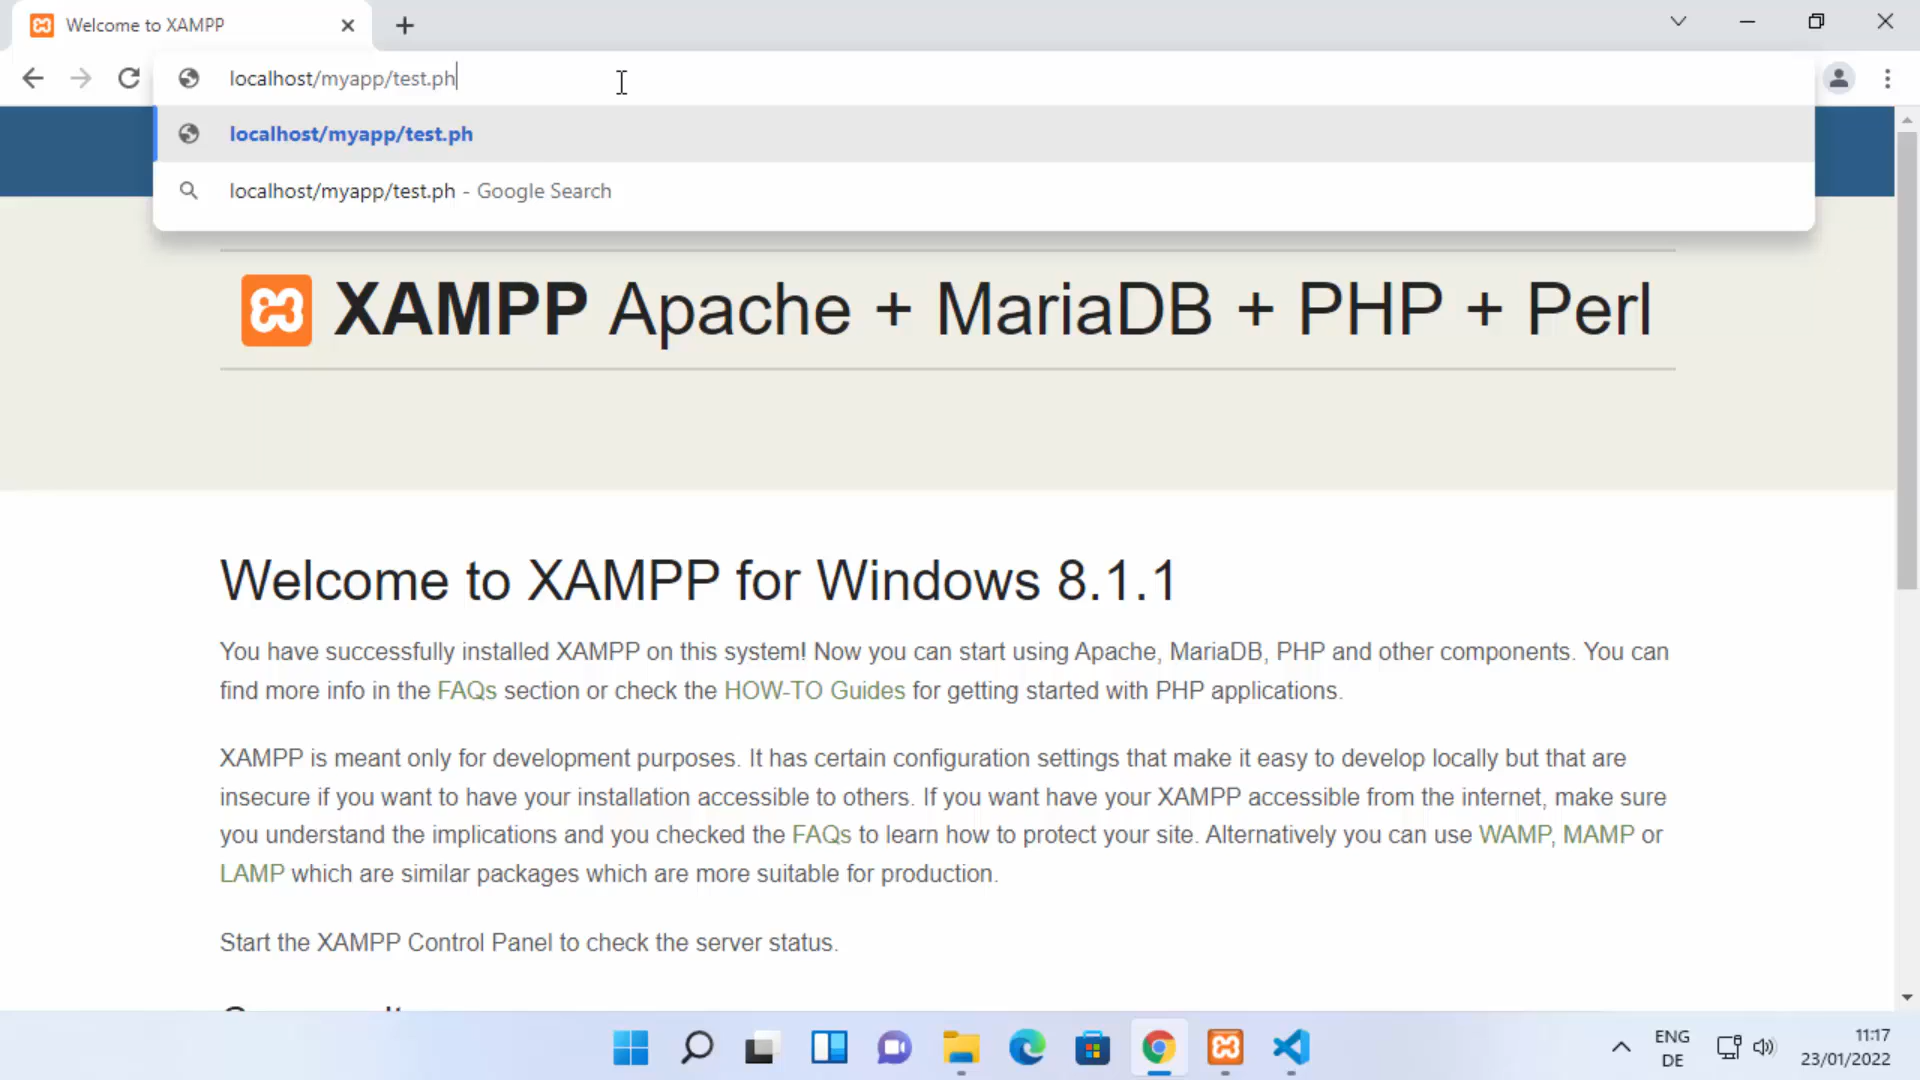 Welcome to XAMPP
localhost/myapp/test.ph
localhost/myapp/test.ph
localhost/myapp/test.ph - Google Search
XAMPP Apache + MariaDB + PHP + Perl
Welcome to XAMPP for Windows 8.1.1
You have successfully installed XAMPP on this system! Now you can start using Apache, MariaDB, PHP and other components. You can
find more info in the FAQs section or check the HOW-TO Guides for getting started with PHP applications.
XAMPP is meant only for development purposes. It has certain configuration settings that make it easy to develop locally but that are
insecure if you want to have your installation accessible to others. If you want have your XAMPP accessible from the internet, make sure
you understand the implications and you checked the FAQs to learn how to protect your site. Alternatively you can use WAMP, MAMP or
LAMP which are similar packages which are more suitable for production.
Start the XAMPP Control Panel to check the server status.
ENG
DE
11:17
23/01/2022